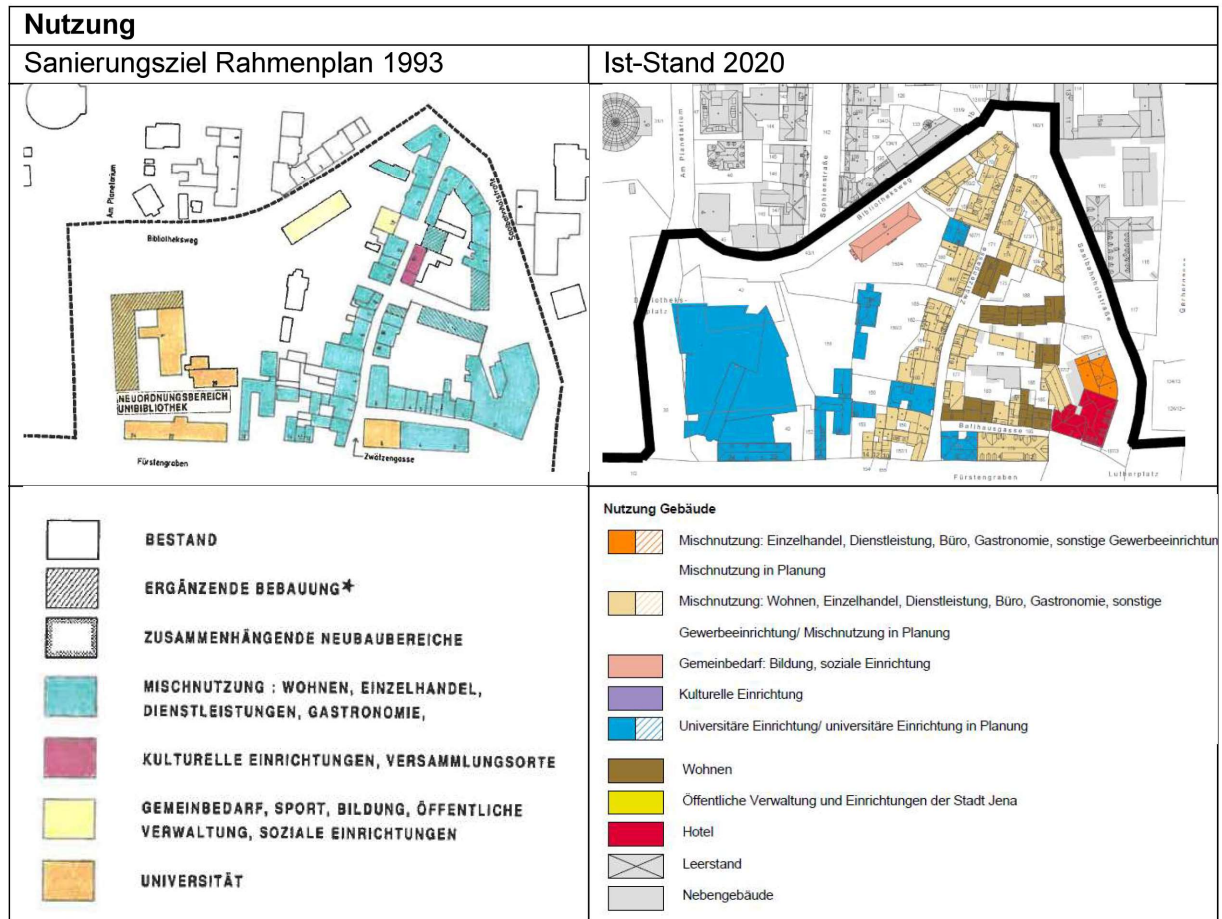 Nutzung
Sanierungsziel Rahmenplan 1993
Ist-Stand 2020
Am Planetarium
Bibliotheksweg
Saalbahnhofstraße
NEUORDNUNGSBEREICH
UNIBIBLIOTHEK
Zwätzengasse
Fürstengraben
Am Planetarium
Sophienstraße
Bibliotheksweg
Bibliotheks-
platz
Zwätzengasse
Saalbahnhofstraße
Ballhausgasse
Fürstengraben
Lutherplatz
BESTAND
ERGÄNZENDE BEBAUUNG*
ZUSAMMENHÄNGENDE NEUBAUBEREICHE
MISCHNUTZUNG : WOHNEN, EINZELHANDEL,
DIENSTLEISTUNGEN, GASTRONOMIE,
KULTURELLE EINRICHTUNGEN, VERSAMMLUNGSORTE
GEMEINBEDARF, SPORT, BILDUNG, ÖFFENTLICHE
VERWALTUNG, SOZIALE EINRICHTUNGEN
UNIVERSITÄT
Nutzung Gebäude
Mischnutzung: Einzelhandel, Dienstleistung, Büro, Gastronomie, sonstige Gewerbeeinrichtun
Mischnutzung in Planung
Mischnutzung: Wohnen, Einzelhandel, Dienstleistung, Büro, Gastronomie, sonstige
Gewerbeeinrichtung/ Mischnutzung in Planung
Gemeinbedarf: Bildung, soziale Einrichtung
Kulturelle Einrichtung
Universitäre Einrichtung/ universitäre Einrichtung in Planung
Wohnen
Öffentliche Verwaltung und Einrichtungen der Stadt Jena
Hotel
Leerstand
Nebengebäude